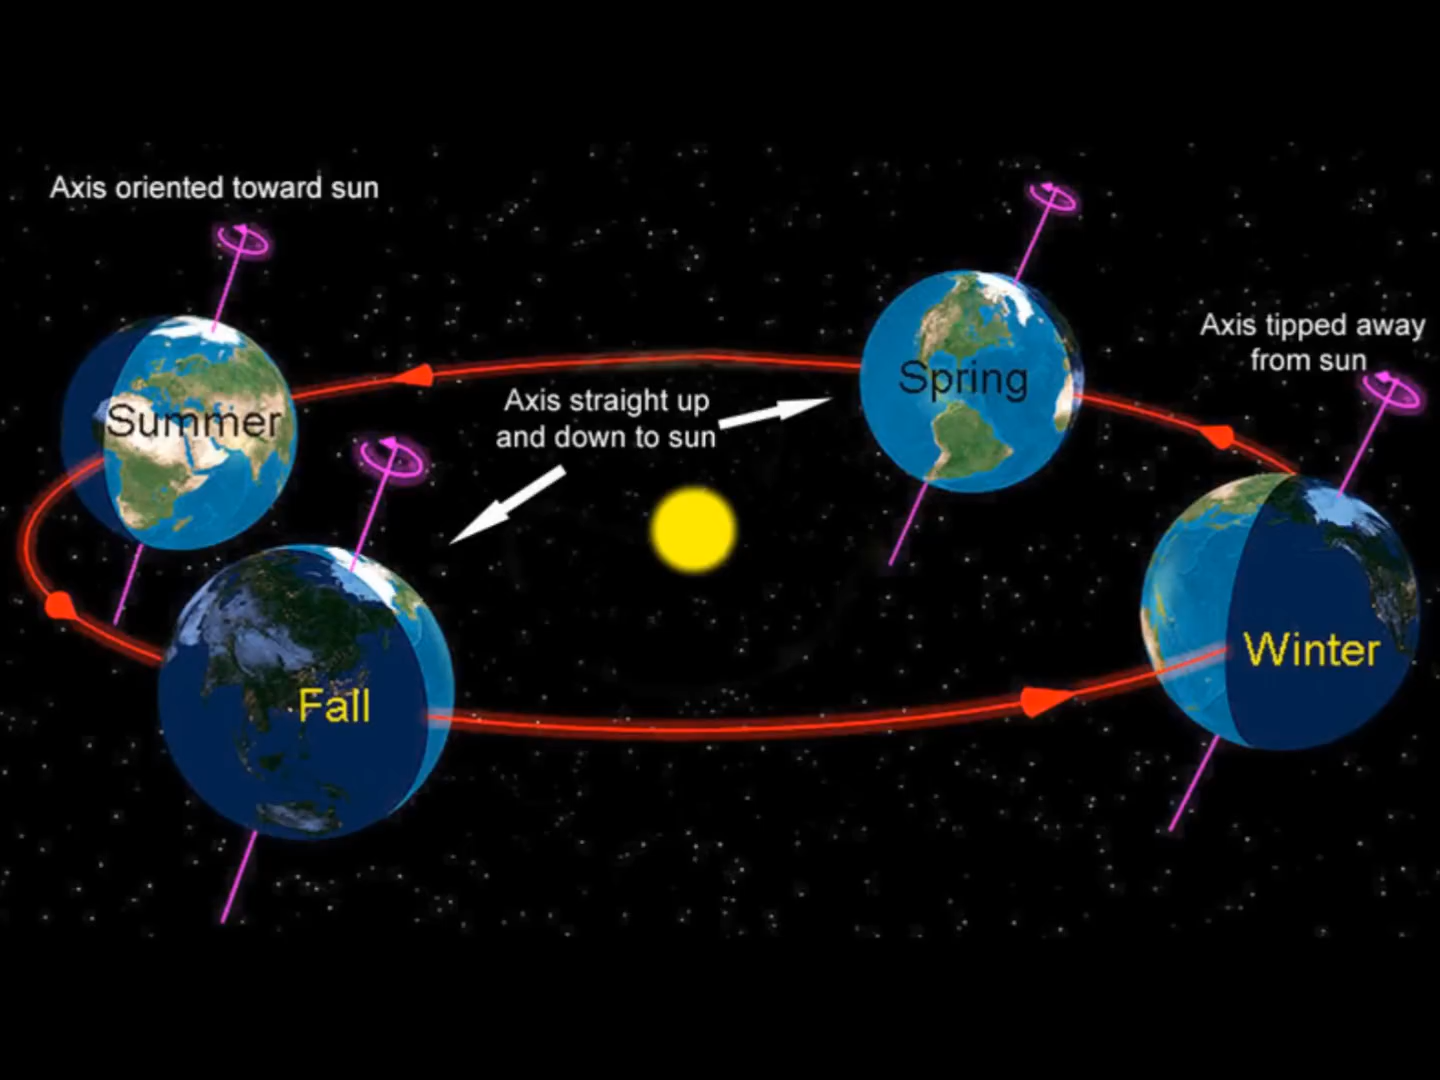 Axis oriented toward sun
Axis tipped away
from sun
Spring
Axis straight up
and down to sun
Summer
Winter
Fall